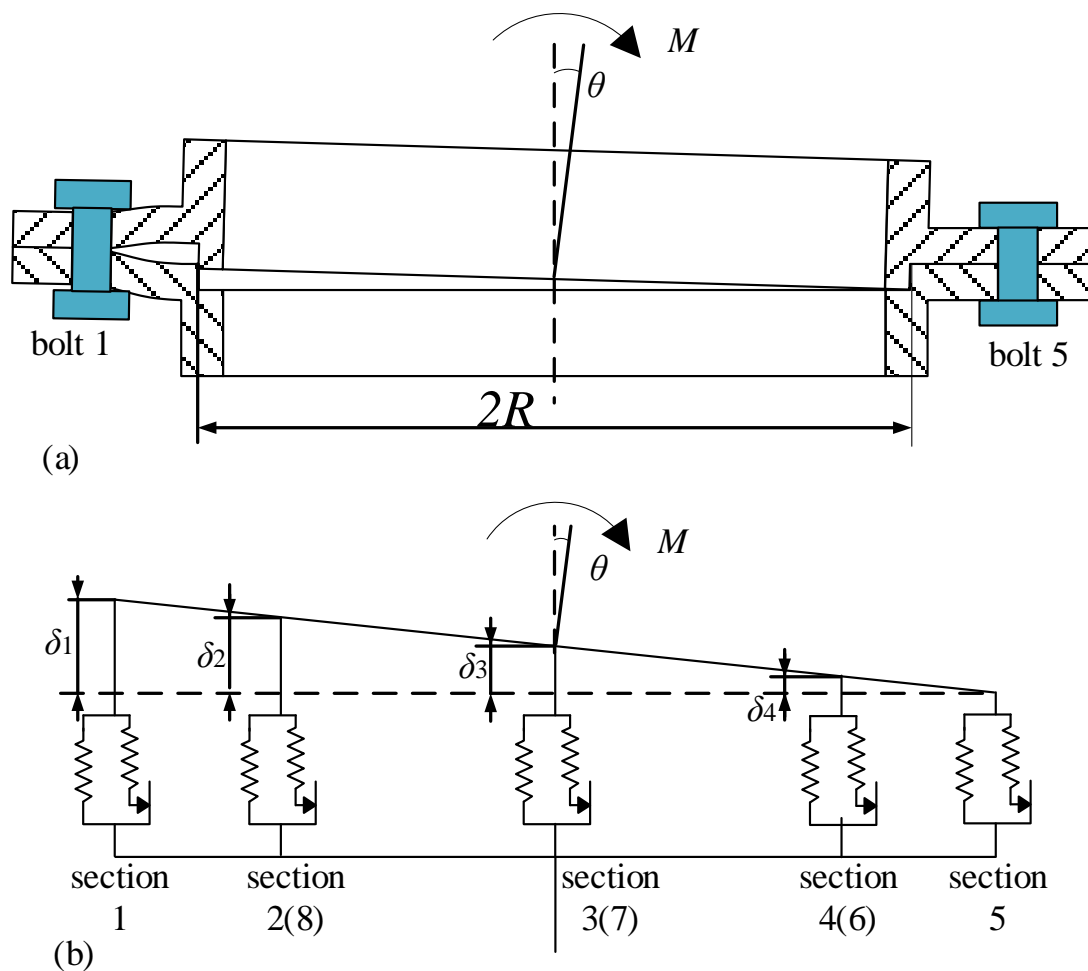 M
θ
bolt 1
bolt 5
2R
(a)
M
θ
δ1
δ2
δ3
δ4
section
1
section
2(8)
section
3(7)
section
4(6)
section
5
(b)